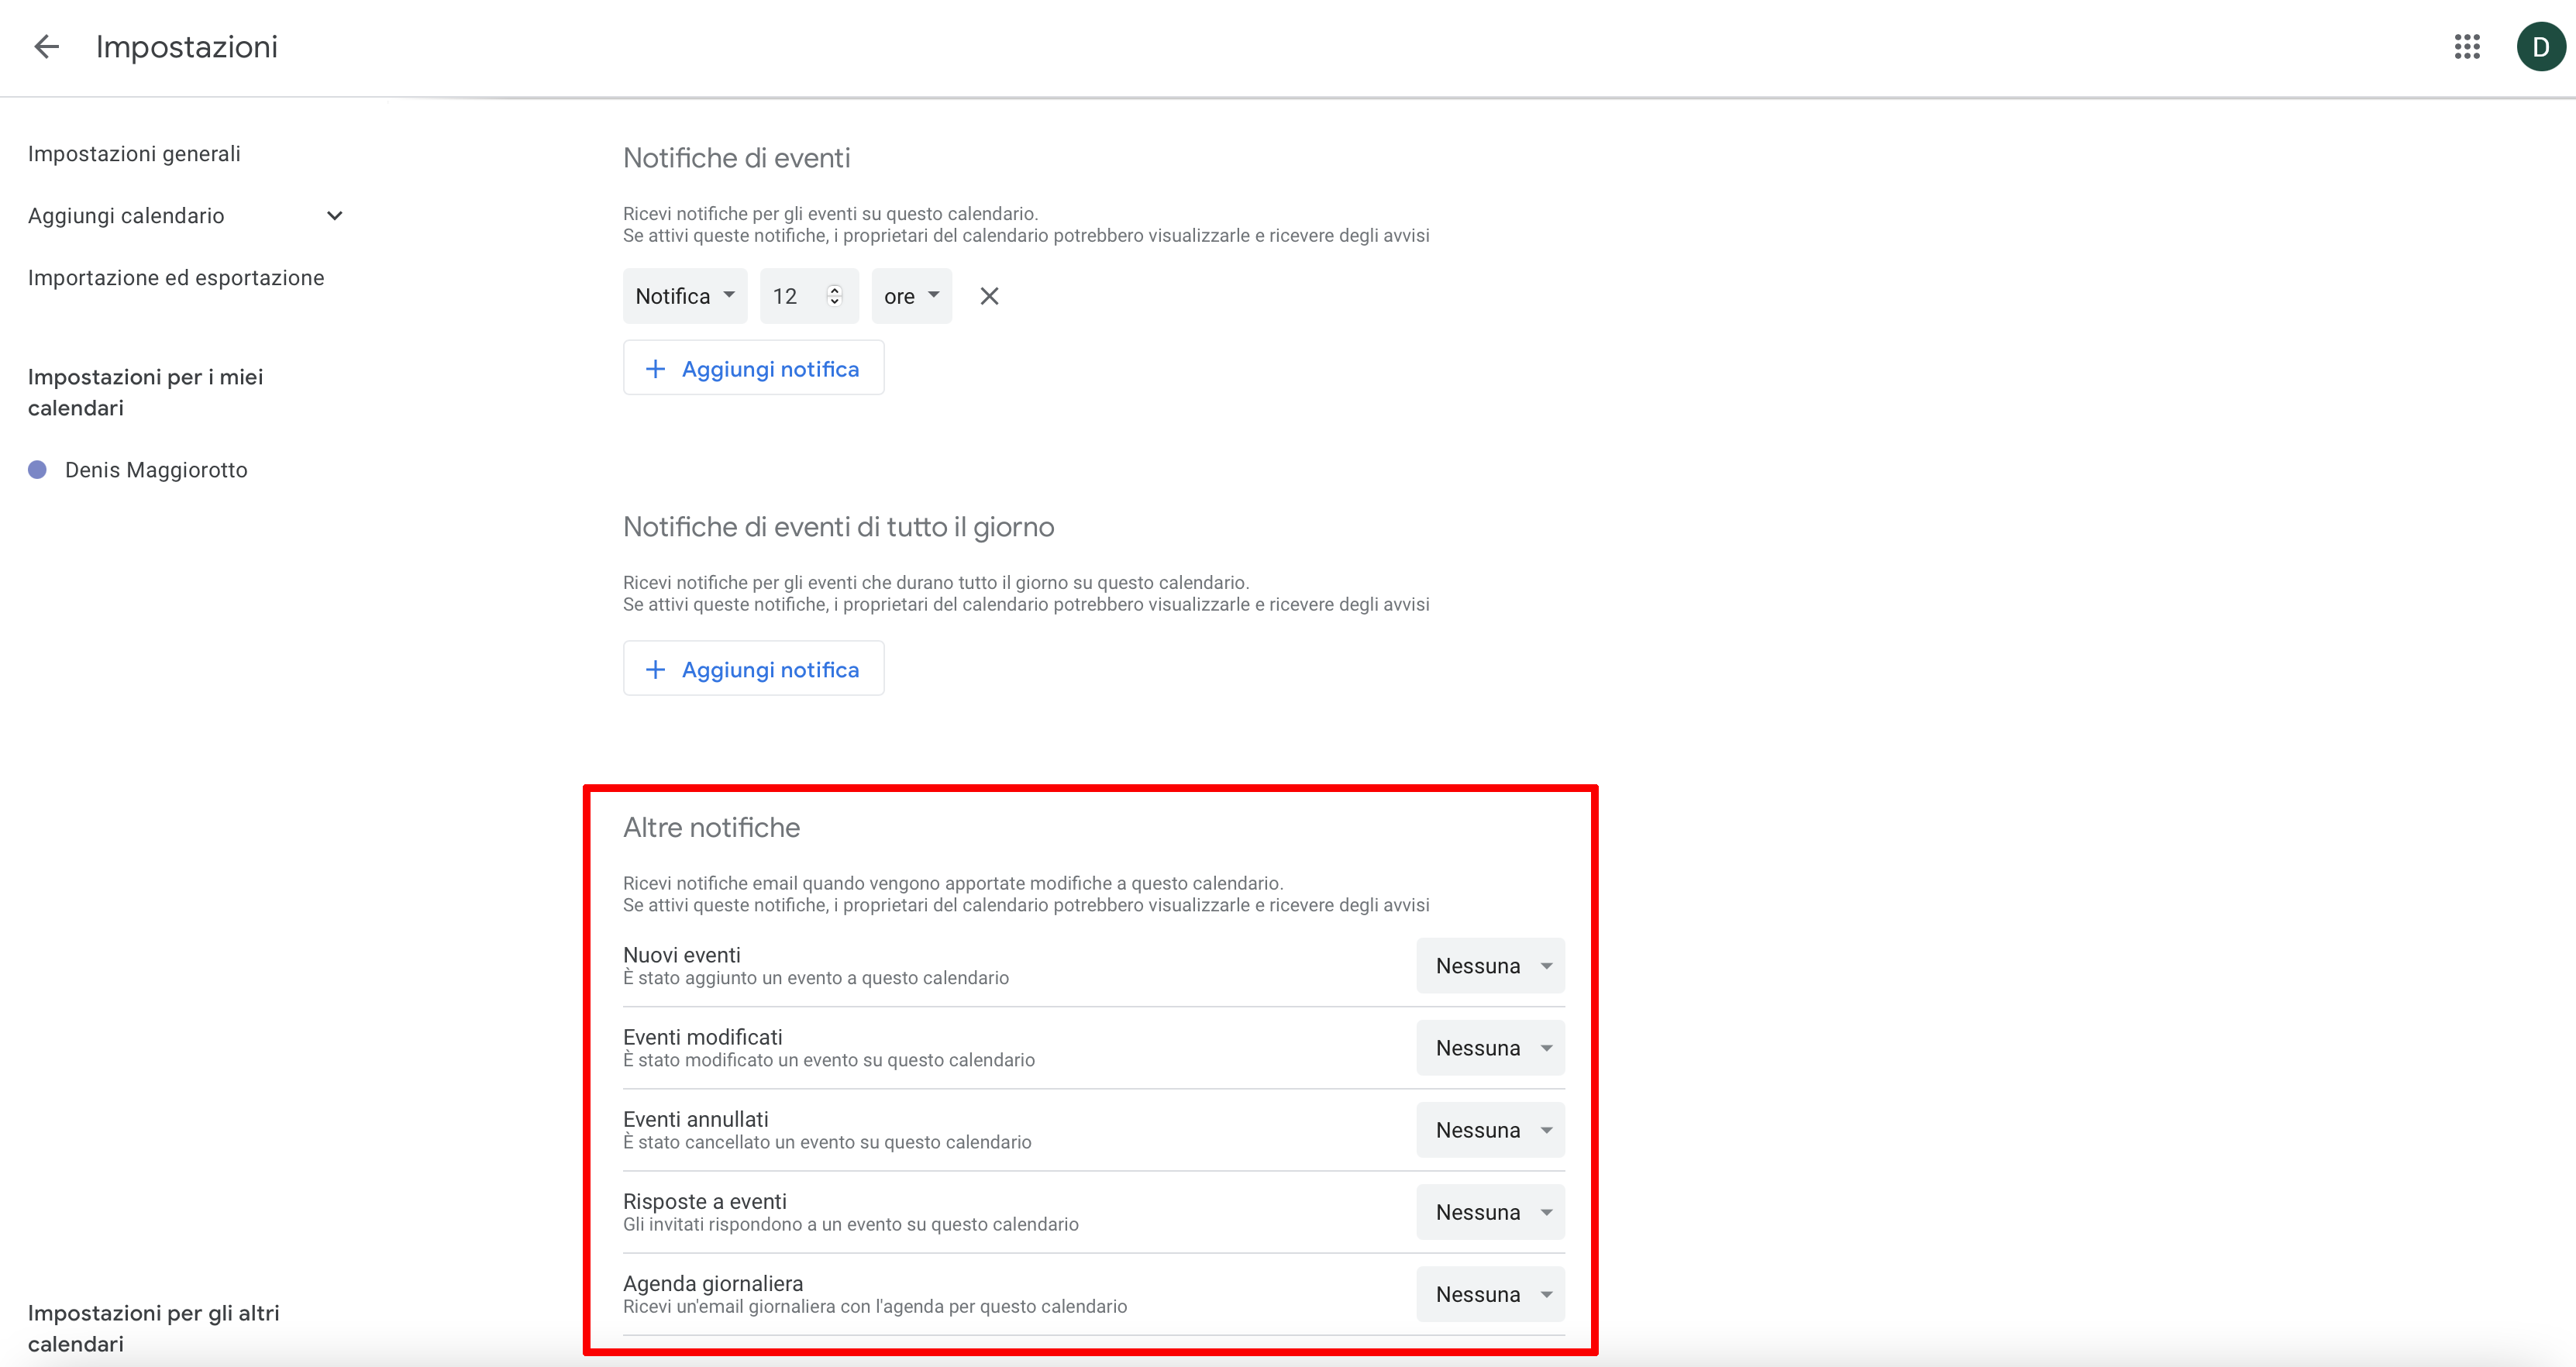 Impostazioni
D
Impostazioni generali
Aggiungi calendario
Importazione ed esportazione
Impostazioni per i miei
calendari
Denis Maggiorotto
Impostazioni per gli altri
calendari
Notifiche di eventi
Ricevi notifiche per gli eventi su questo calendario.
Se attivi queste notifiche, i proprietari del calendario potrebbero visualizzarle e ricevere degli avvisi
Notifica 12 ore
Aggiungi notifica
Notifiche di eventi di tutto il giorno
Ricevi notifiche per gli eventi che durano tutto il giorno su questo calendario.
Se attivi queste notifiche, i proprietari del calendario potrebbero visualizzarle e ricevere degli avvisi
Aggiungi notifica
Altre notifiche
Ricevi notifiche email quando vengono apportate modifiche a questo calendario.
Se attivi queste notifiche, i proprietari del calendario potrebbero visualizzarle e ricevere degli avvisi
Nuovi eventi
È stato aggiunto un evento a questo calendario
Nessuna
Eventi modificati
È stato modificato un evento su questo calendario
Nessuna
Eventi annullati
È stato cancellato un evento su questo calendario
Nessuna
Risposte a eventi
Gli invitati rispondono a un evento su questo calendario
Nessuna
Agenda giornaliera
Ricevi un'email giornaliera con l'agenda per questo calendario
Nessuna